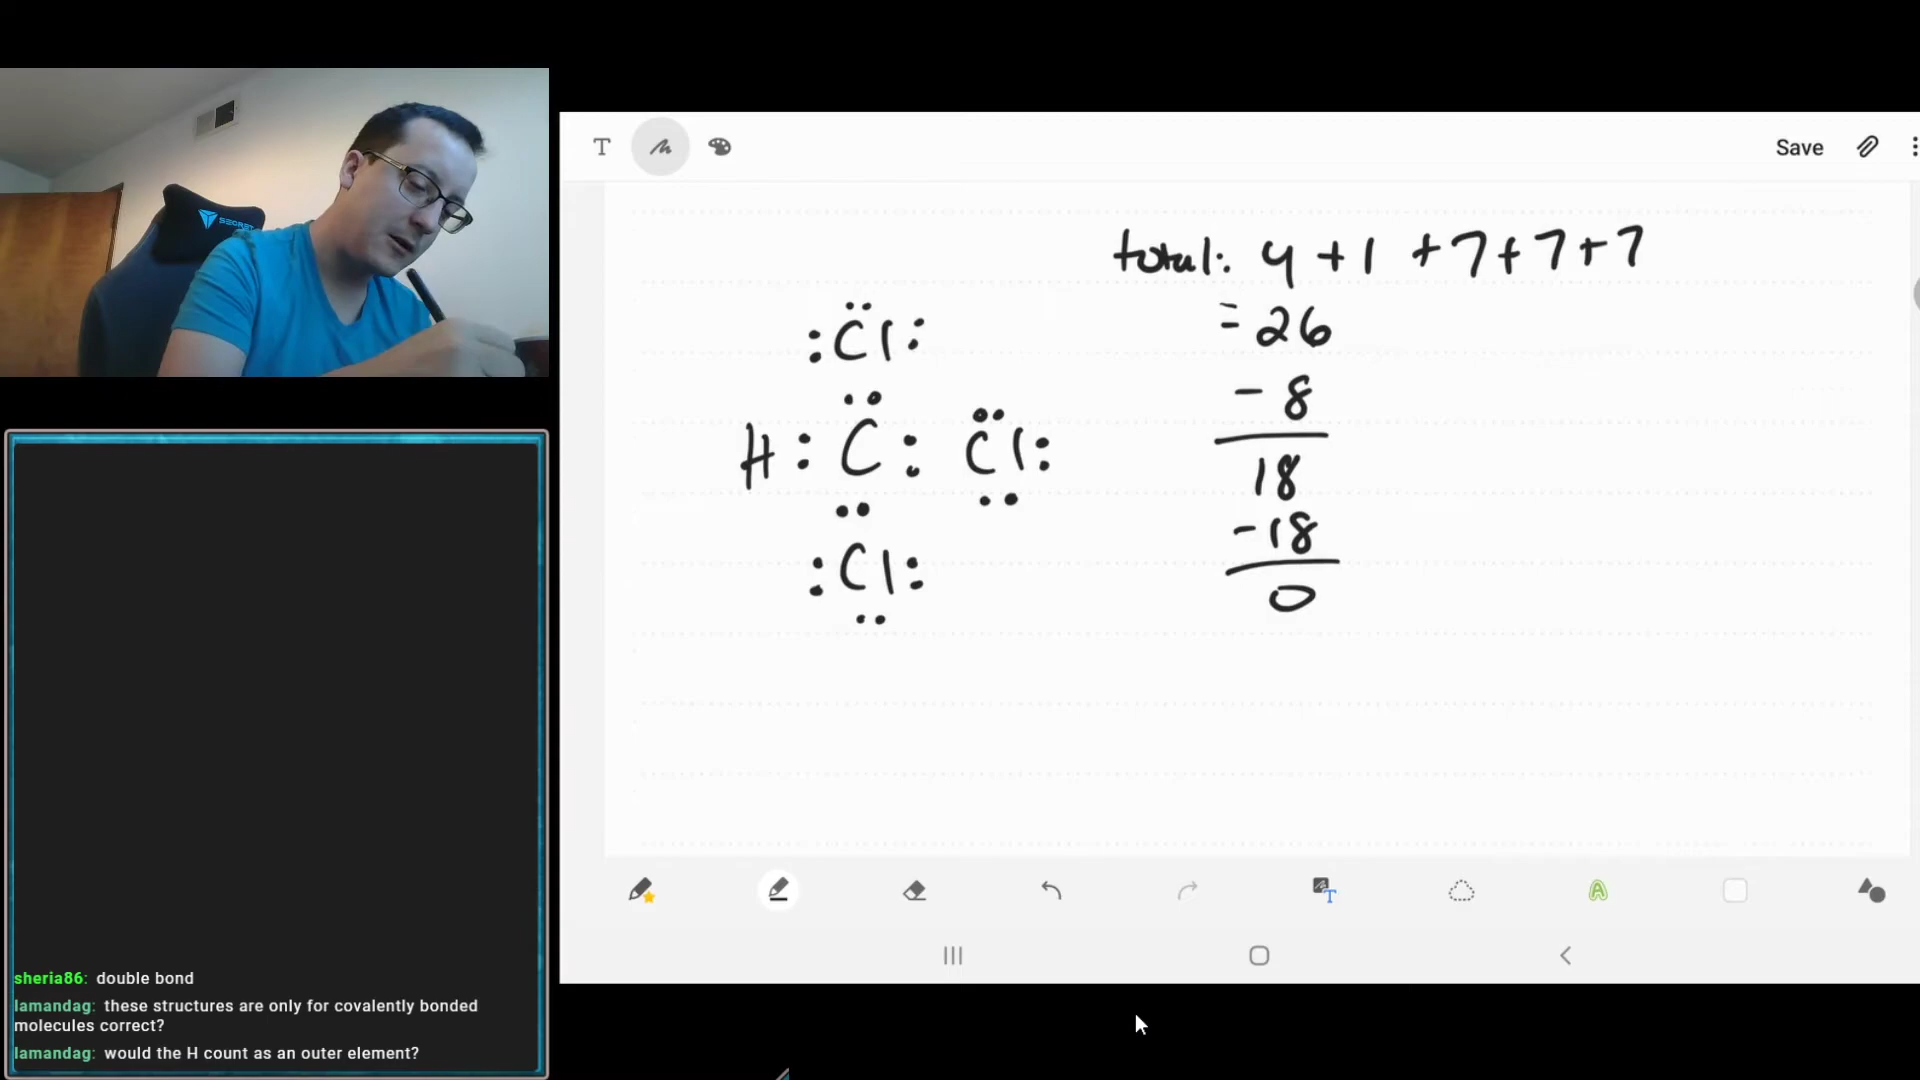 SECRET
T
Save
total: 4 + 1 + 7 + 7 + 7
= 26
- 8
18
- 18
0
:Cl:
H : C : Cl:
:Cl:
T
A
sheria86: double bond
lamandag: these structures are only for covalently bonded
molecules correct?
lamandag: would the H count as an outer element?